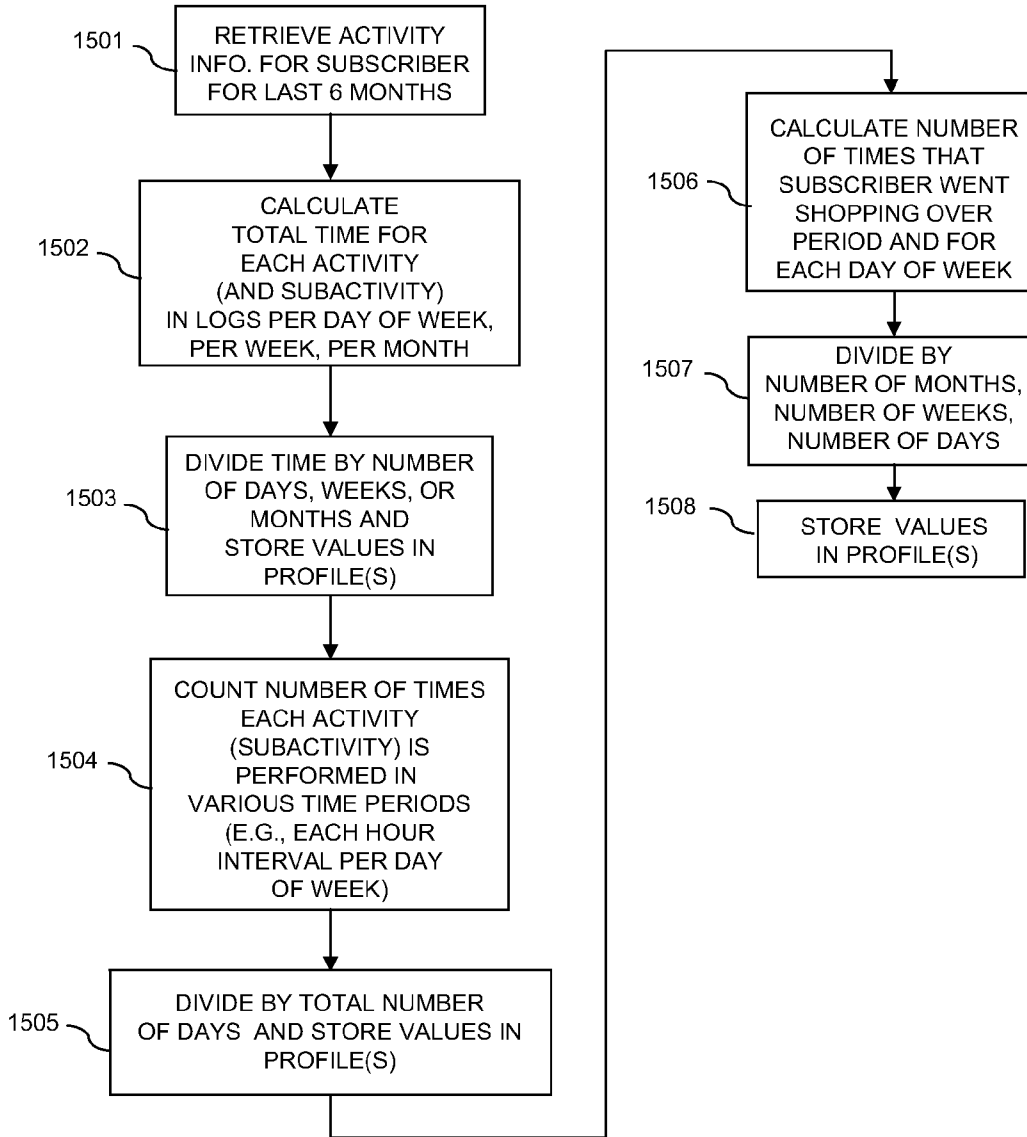 1501
RETRIEVE ACTIVITY
INFO. FOR SUBSCRIBER
FOR LAST 6 MONTHS
1502
CALCULATE
TOTAL TIME FOR
EACH ACTIVITY
(AND SUBACTIVITY)
IN LOGS PER DAY OF WEEK,
PER WEEK, PER MONTH
1503
DIVIDE TIME BY NUMBER
OF DAYS, WEEKS, OR
MONTHS AND
STORE VALUES IN
PROFILE(S)
1504
COUNT NUMBER OF TIMES
EACH ACTIVITY
(SUBACTIVITY) IS
PERFORMED IN
VARIOUS TIME PERIODS
(E.G., EACH HOUR
INTERVAL PER DAY
OF WEEK)
1505
DIVIDE BY TOTAL NUMBER
OF DAYS AND STORE VALUES IN
PROFILE(S)
1506
CALCULATE NUMBER
OF TIMES THAT
SUBSCRIBER WENT
SHOPPING OVER
PERIOD AND FOR
EACH DAY OF WEEK
1507
DIVIDE BY
NUMBER OF MONTHS,
NUMBER OF WEEKS,
NUMBER OF DAYS
1508
STORE VALUES
IN PROFILE(S)